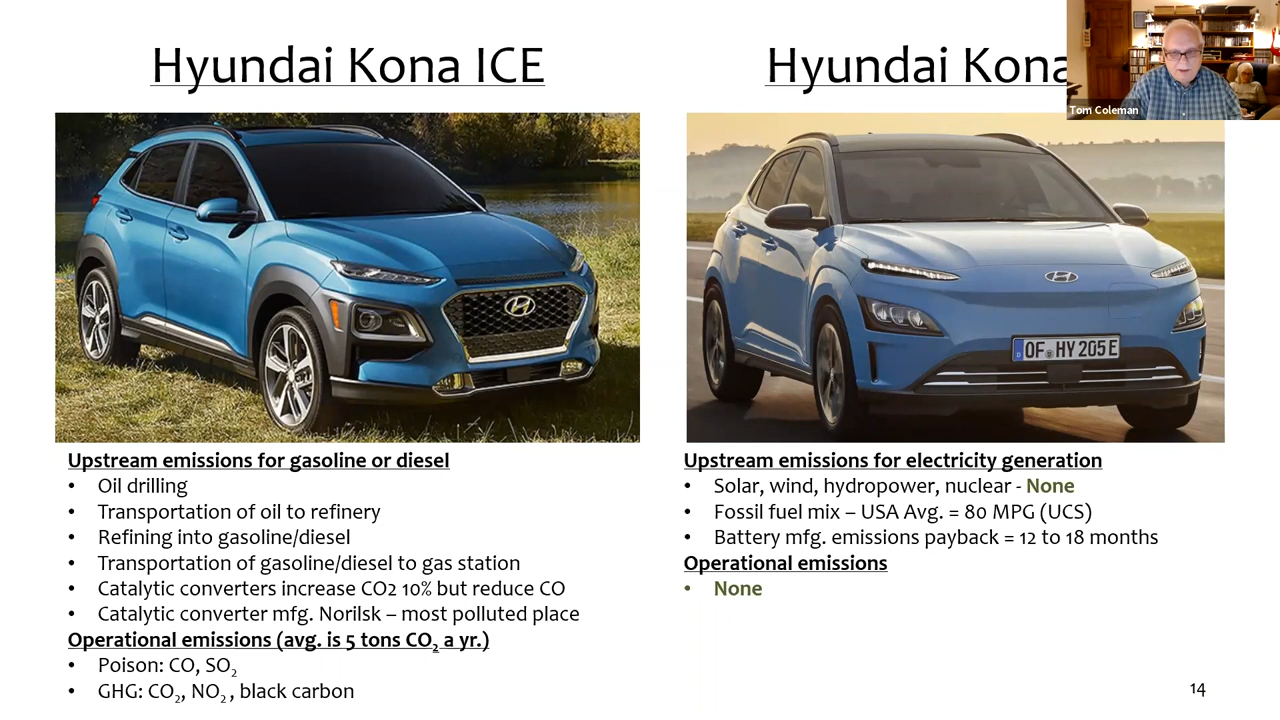 Hyundai Kona ICE
Hyundai Kona
Tom Coleman
OF HY 205 E
Upstream emissions for gasoline or diesel
• Oil drilling
• Transportation of oil to refinery
• Refining into gasoline/diesel
• Transportation of gasoline/diesel to gas station
• Catalytic converters increase CO2 10% but reduce CO
• Catalytic converter mfg. Norilsk – most polluted place
Operational emissions (avg. is 5 tons CO₂ a yr.)
• Poison: CO, SO₂
• GHG: CO₂, NO₂, black carbon
Upstream emissions for electricity generation
• Solar, wind, hydropower, nuclear - None
• Fossil fuel mix – USA Avg. = 80 MPG (UCS)
• Battery mfg. emissions payback = 12 to 18 months
Operational emissions
• None
14